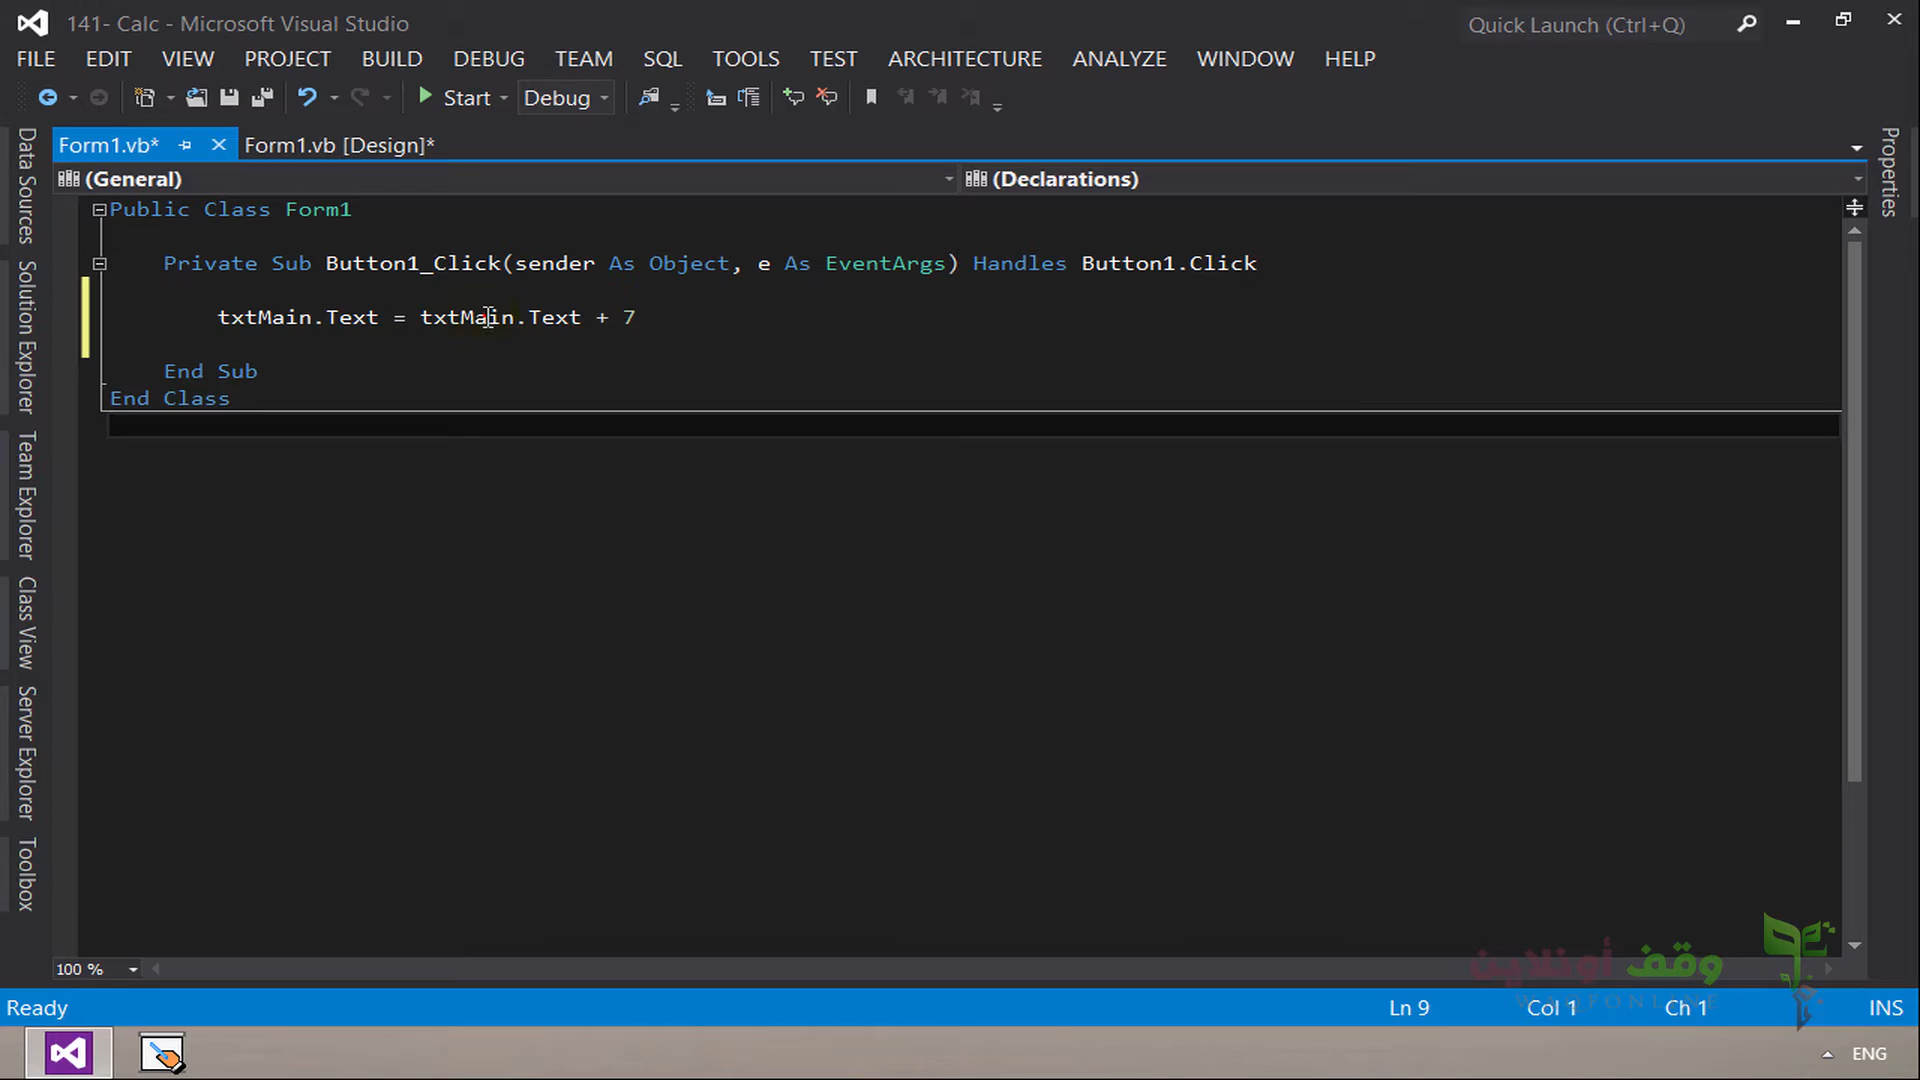 141- Calc - Microsoft Visual Studio
Quick Launch (Ctrl+Q)
FILE EDIT VIEW PROJECT BUILD DEBUG TEAM SQL TOOLS TEST ARCHITECTURE ANALYZE WINDOW HELP
Start Debug
Form1.vb* Form1.vb [Design]*
(General) (Declarations)
Public Class Form1
Private Sub Button1_Click(sender As Object, e As EventArgs) Handles Button1.Click
txtMain.Text = txtMain.Text + 7
End Sub
End Class
Data Sources
Solution Explorer
Team Explorer
Class View
Server Explorer
Toolbox
Properties
100 %
وقف أونلاين
WAQFONLINE
Ready Ln 9 Col 1 Ch 1 INS
ENG